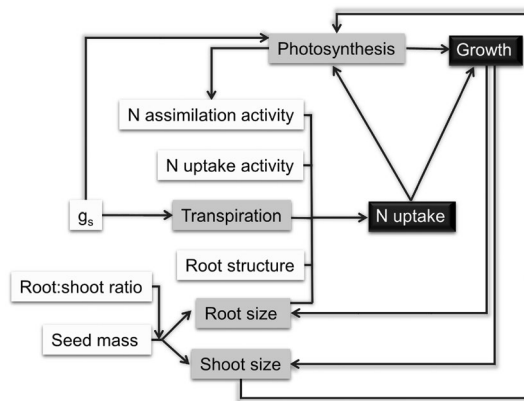 Photosynthesis
Growth
N assimilation activity
N uptake activity
gs
Transpiration
N uptake
Root structure
Root:shoot ratio
Root size
Seed mass
Shoot size